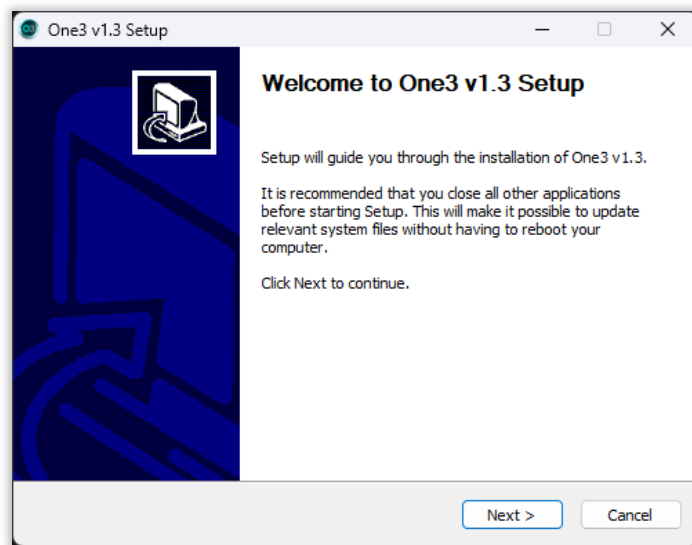 One3 v1.3 Setup
Welcome to One3 v1.3 Setup
Setup will guide you through the installation of One3 v1.3.
It is recommended that you close all other applications
before starting Setup. This will make it possible to update
relevant system files without having to reboot your
computer.
Click Next to continue.
Next >
Cancel